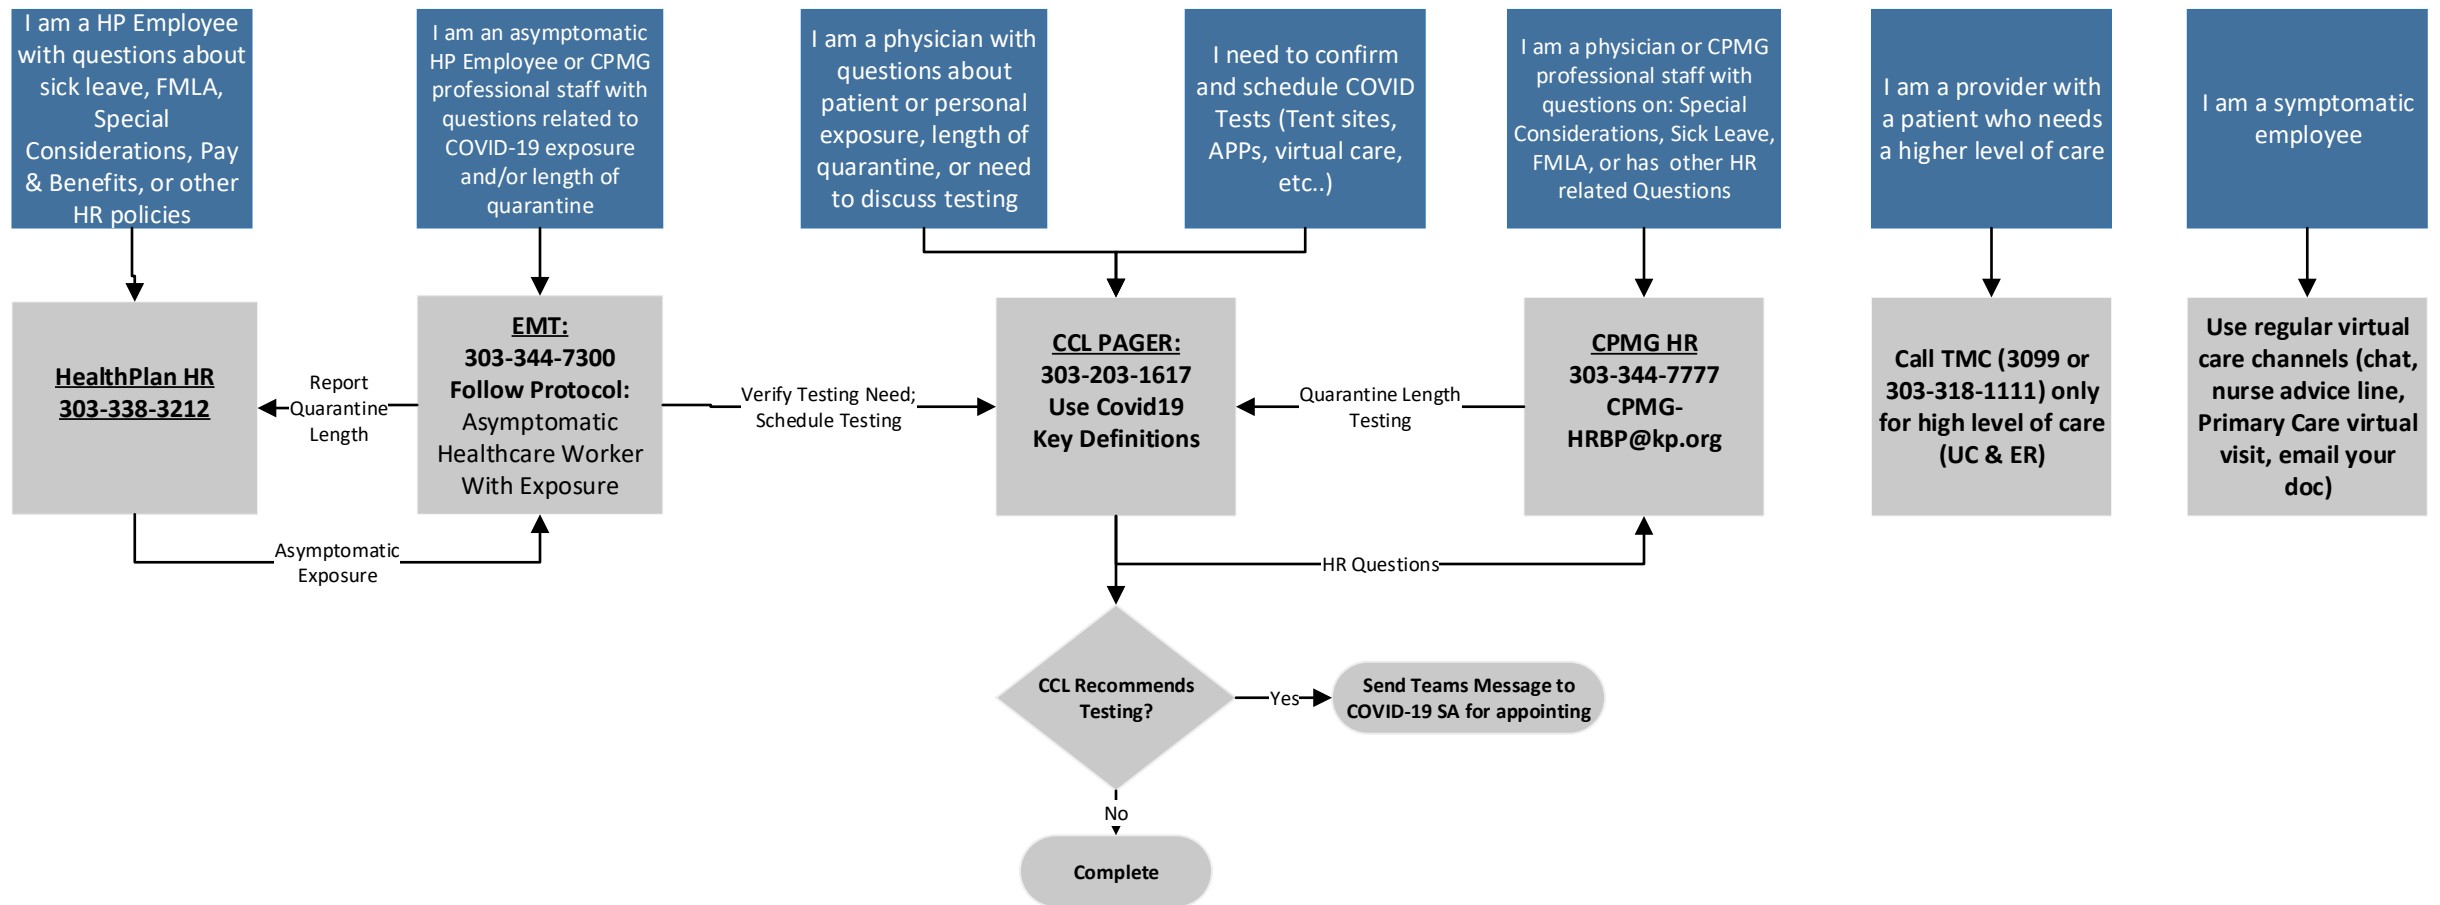 I am a HP Employee
with questions about
sick leave, FMLA,
Special
Considerations, Pay
& Benefits, or other
HR policies
I am an asymptomatic
HP Employee or CPMG
professional staff with
questions related to
COVID-19 exposure
and/or length of
quarantine
I am a physician with
questions about
patient or personal
exposure, length of
quarantine, or need
to discuss testing
I need to confirm
and schedule COVID
Tests (Tent sites,
APPs, virtual care,
etc..)
I am a physician or CPMG
professional staff with
questions on: Special
Considerations, Sick Leave,
FMLA, or has  other HR
related Questions
I am a provider with
a patient who needs
a higher level of care
I am a symptomatic
employee
HealthPlan HR
303-338-3212
Report
Quarantine
Length
EMT:
303-344-7300
Follow Protocol:
Asymptomatic
Healthcare Worker
With Exposure
Verify Testing Need;
Schedule Testing
CCL PAGER:
303-203-1617
Use Covid19
Key Definitions
Quarantine Length
Testing
CPMG HR
303-344-7777
CPMG-
HRBP@kp.org
Call TMC (3099 or
303-318-1111) only
for high level of care
(UC & ER)
Use regular virtual
care channels (chat,
nurse advice line,
Primary Care virtual
visit, email your
doc)
Asymptomatic
Exposure
HR Questions
CCL Recommends
Testing?
Yes
Send Teams Message to
COVID-19 SA for appointing
No
Complete